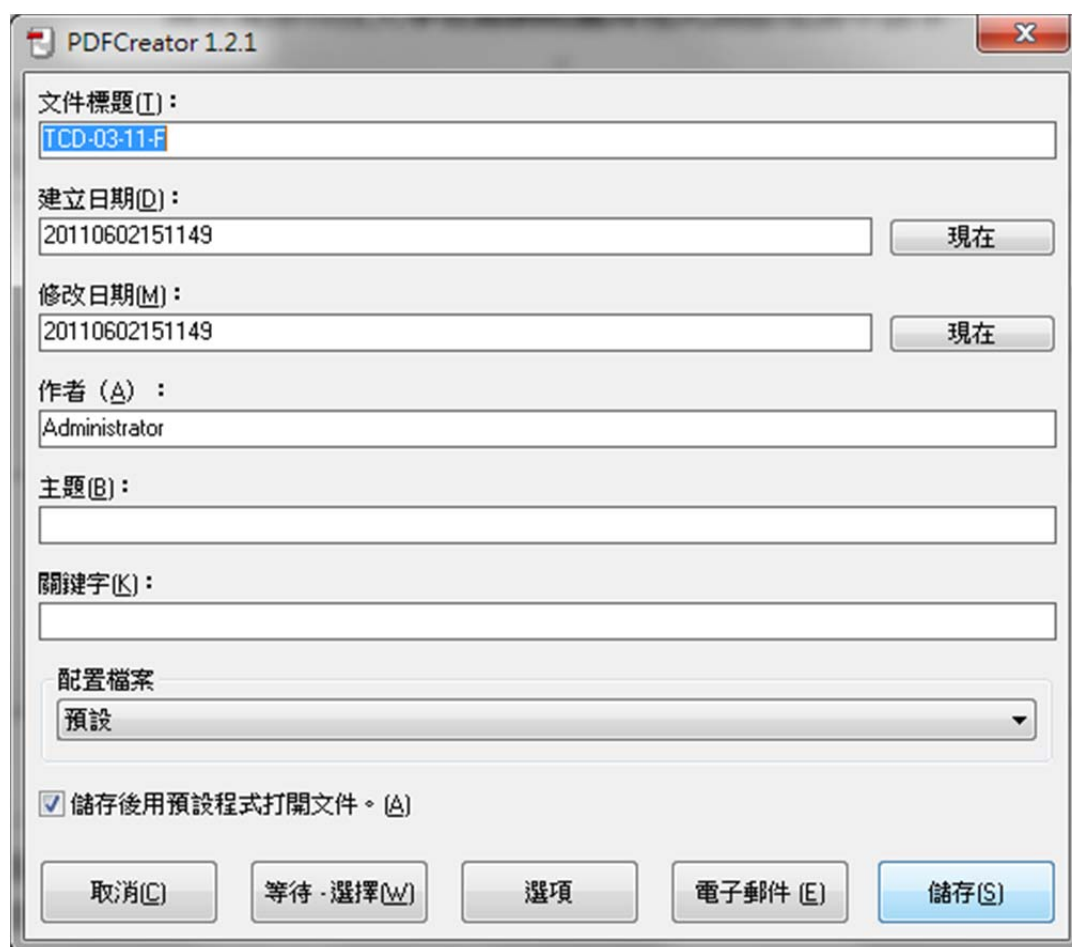 PDFCreator 1.2.1
文件標題(T)：
TCD-03-11-F
建立日期(D)：
20110602151149
現在
修改日期(M)：
20110602151149
現在
作者（A）：
Administrator
主題(B)：
關鍵字(K)：
配置檔案
預設
儲存後用預設程式打開文件。(A)
取消(C)
等待 - 選擇(W)
選項
電子郵件 (E)
儲存(S)